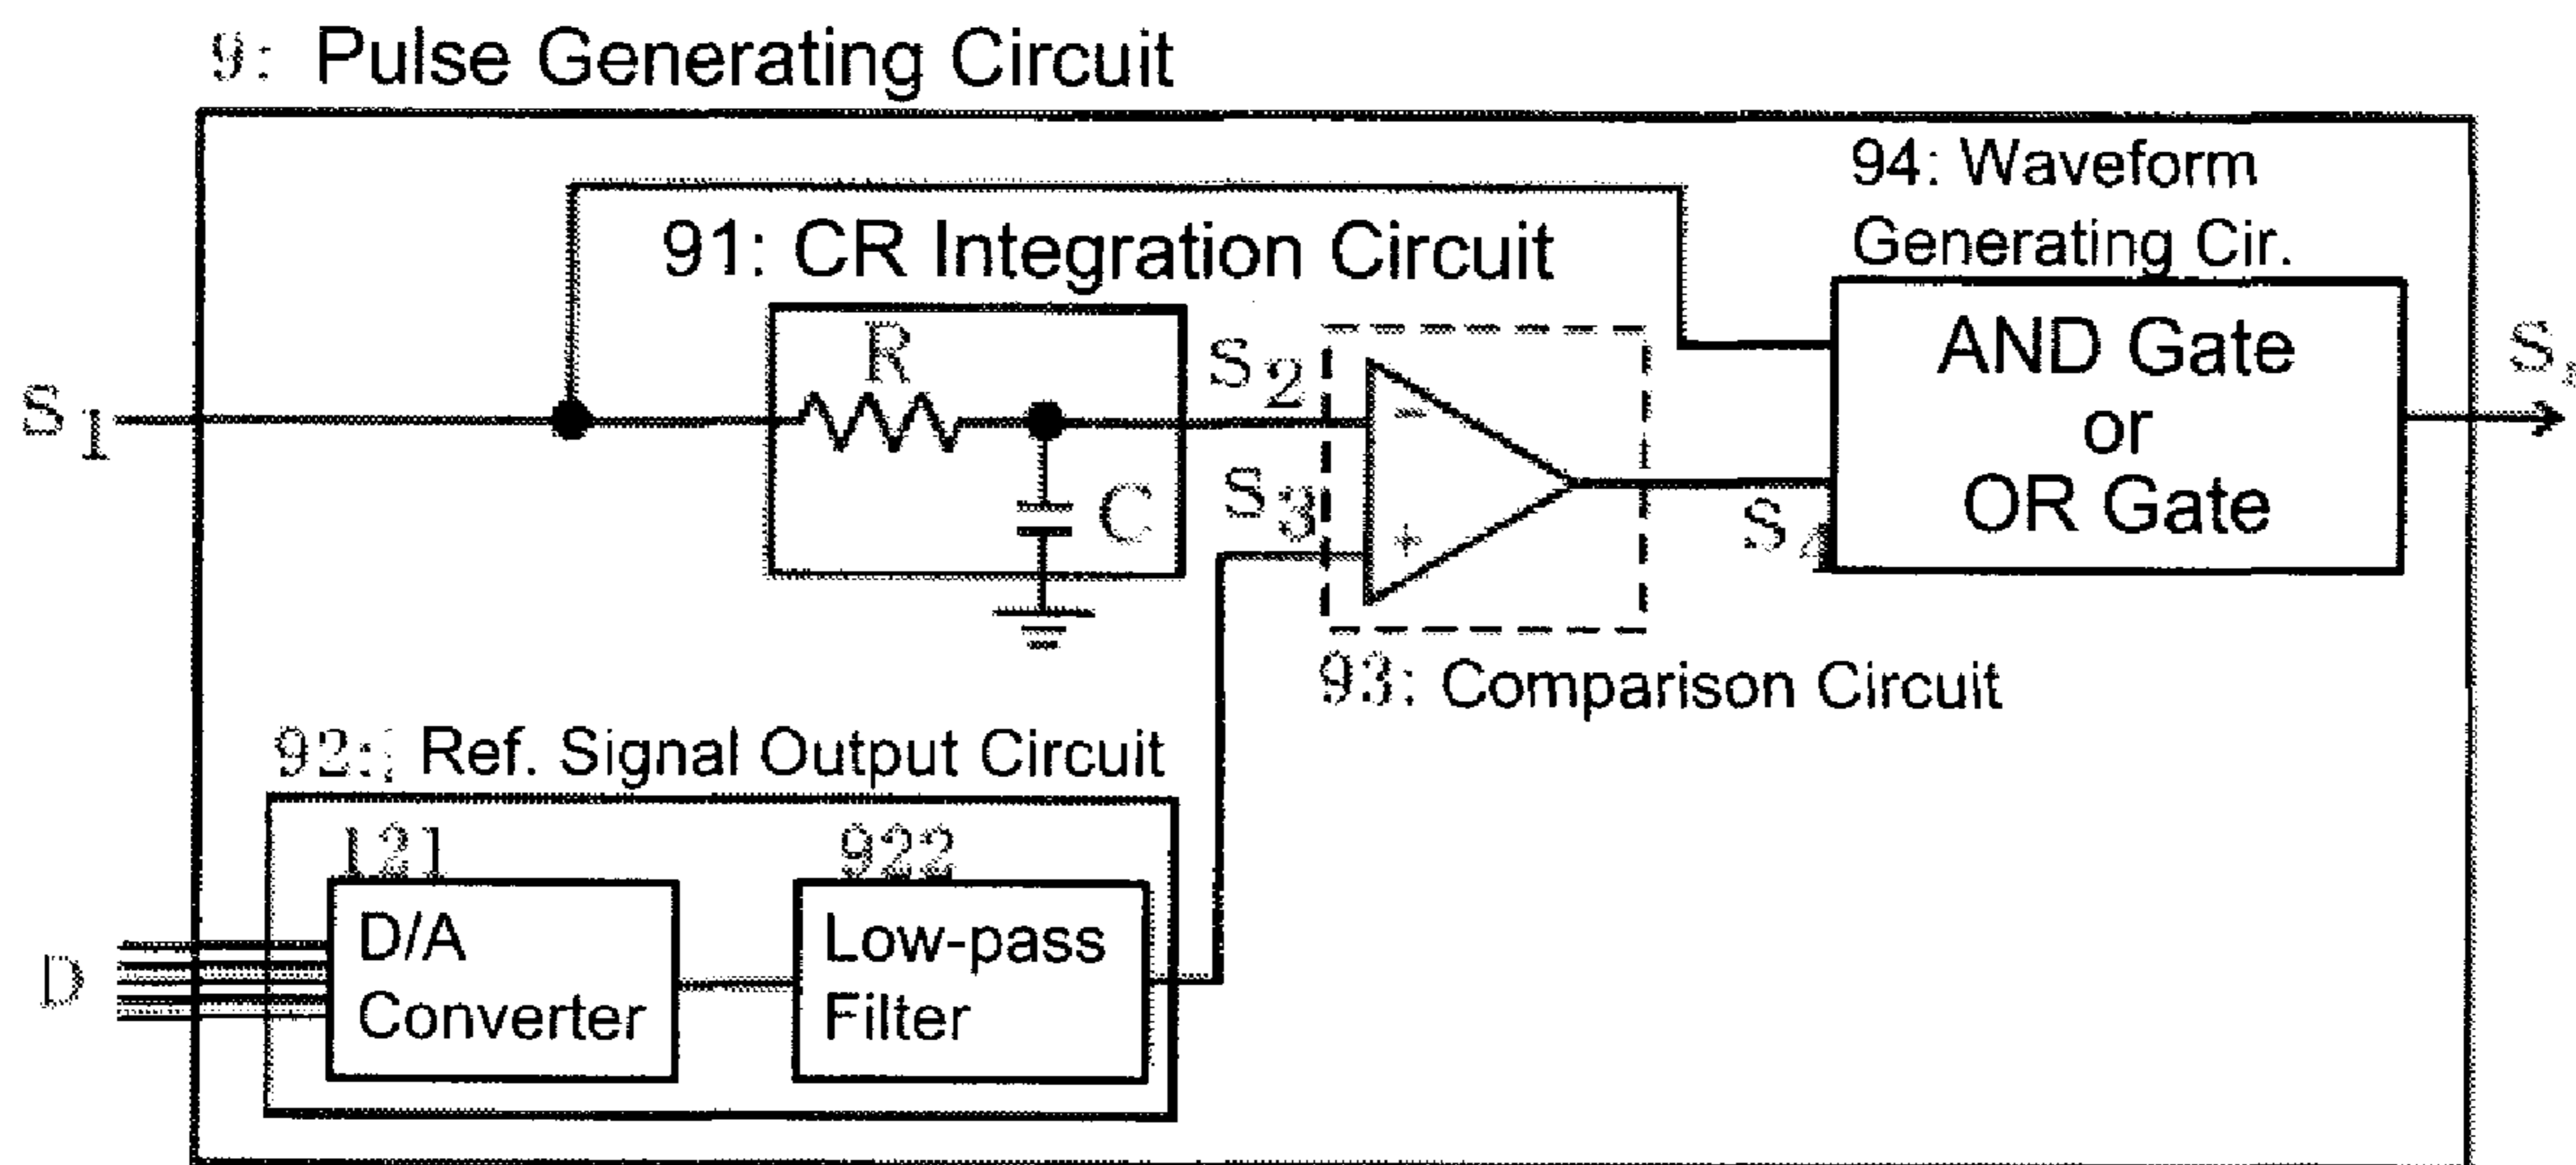 9: Pulse Generating Circuit
94: Waveform
Generating Cir.
91: CR Integration Circuit
R
S2
AND Gate
or
OR Gate
S1
C
S3
S4
93: Comparison Circuit
92: Ref. Signal Output Circuit
121
922
D/A
Converter
Low-pass
Filter
D
S